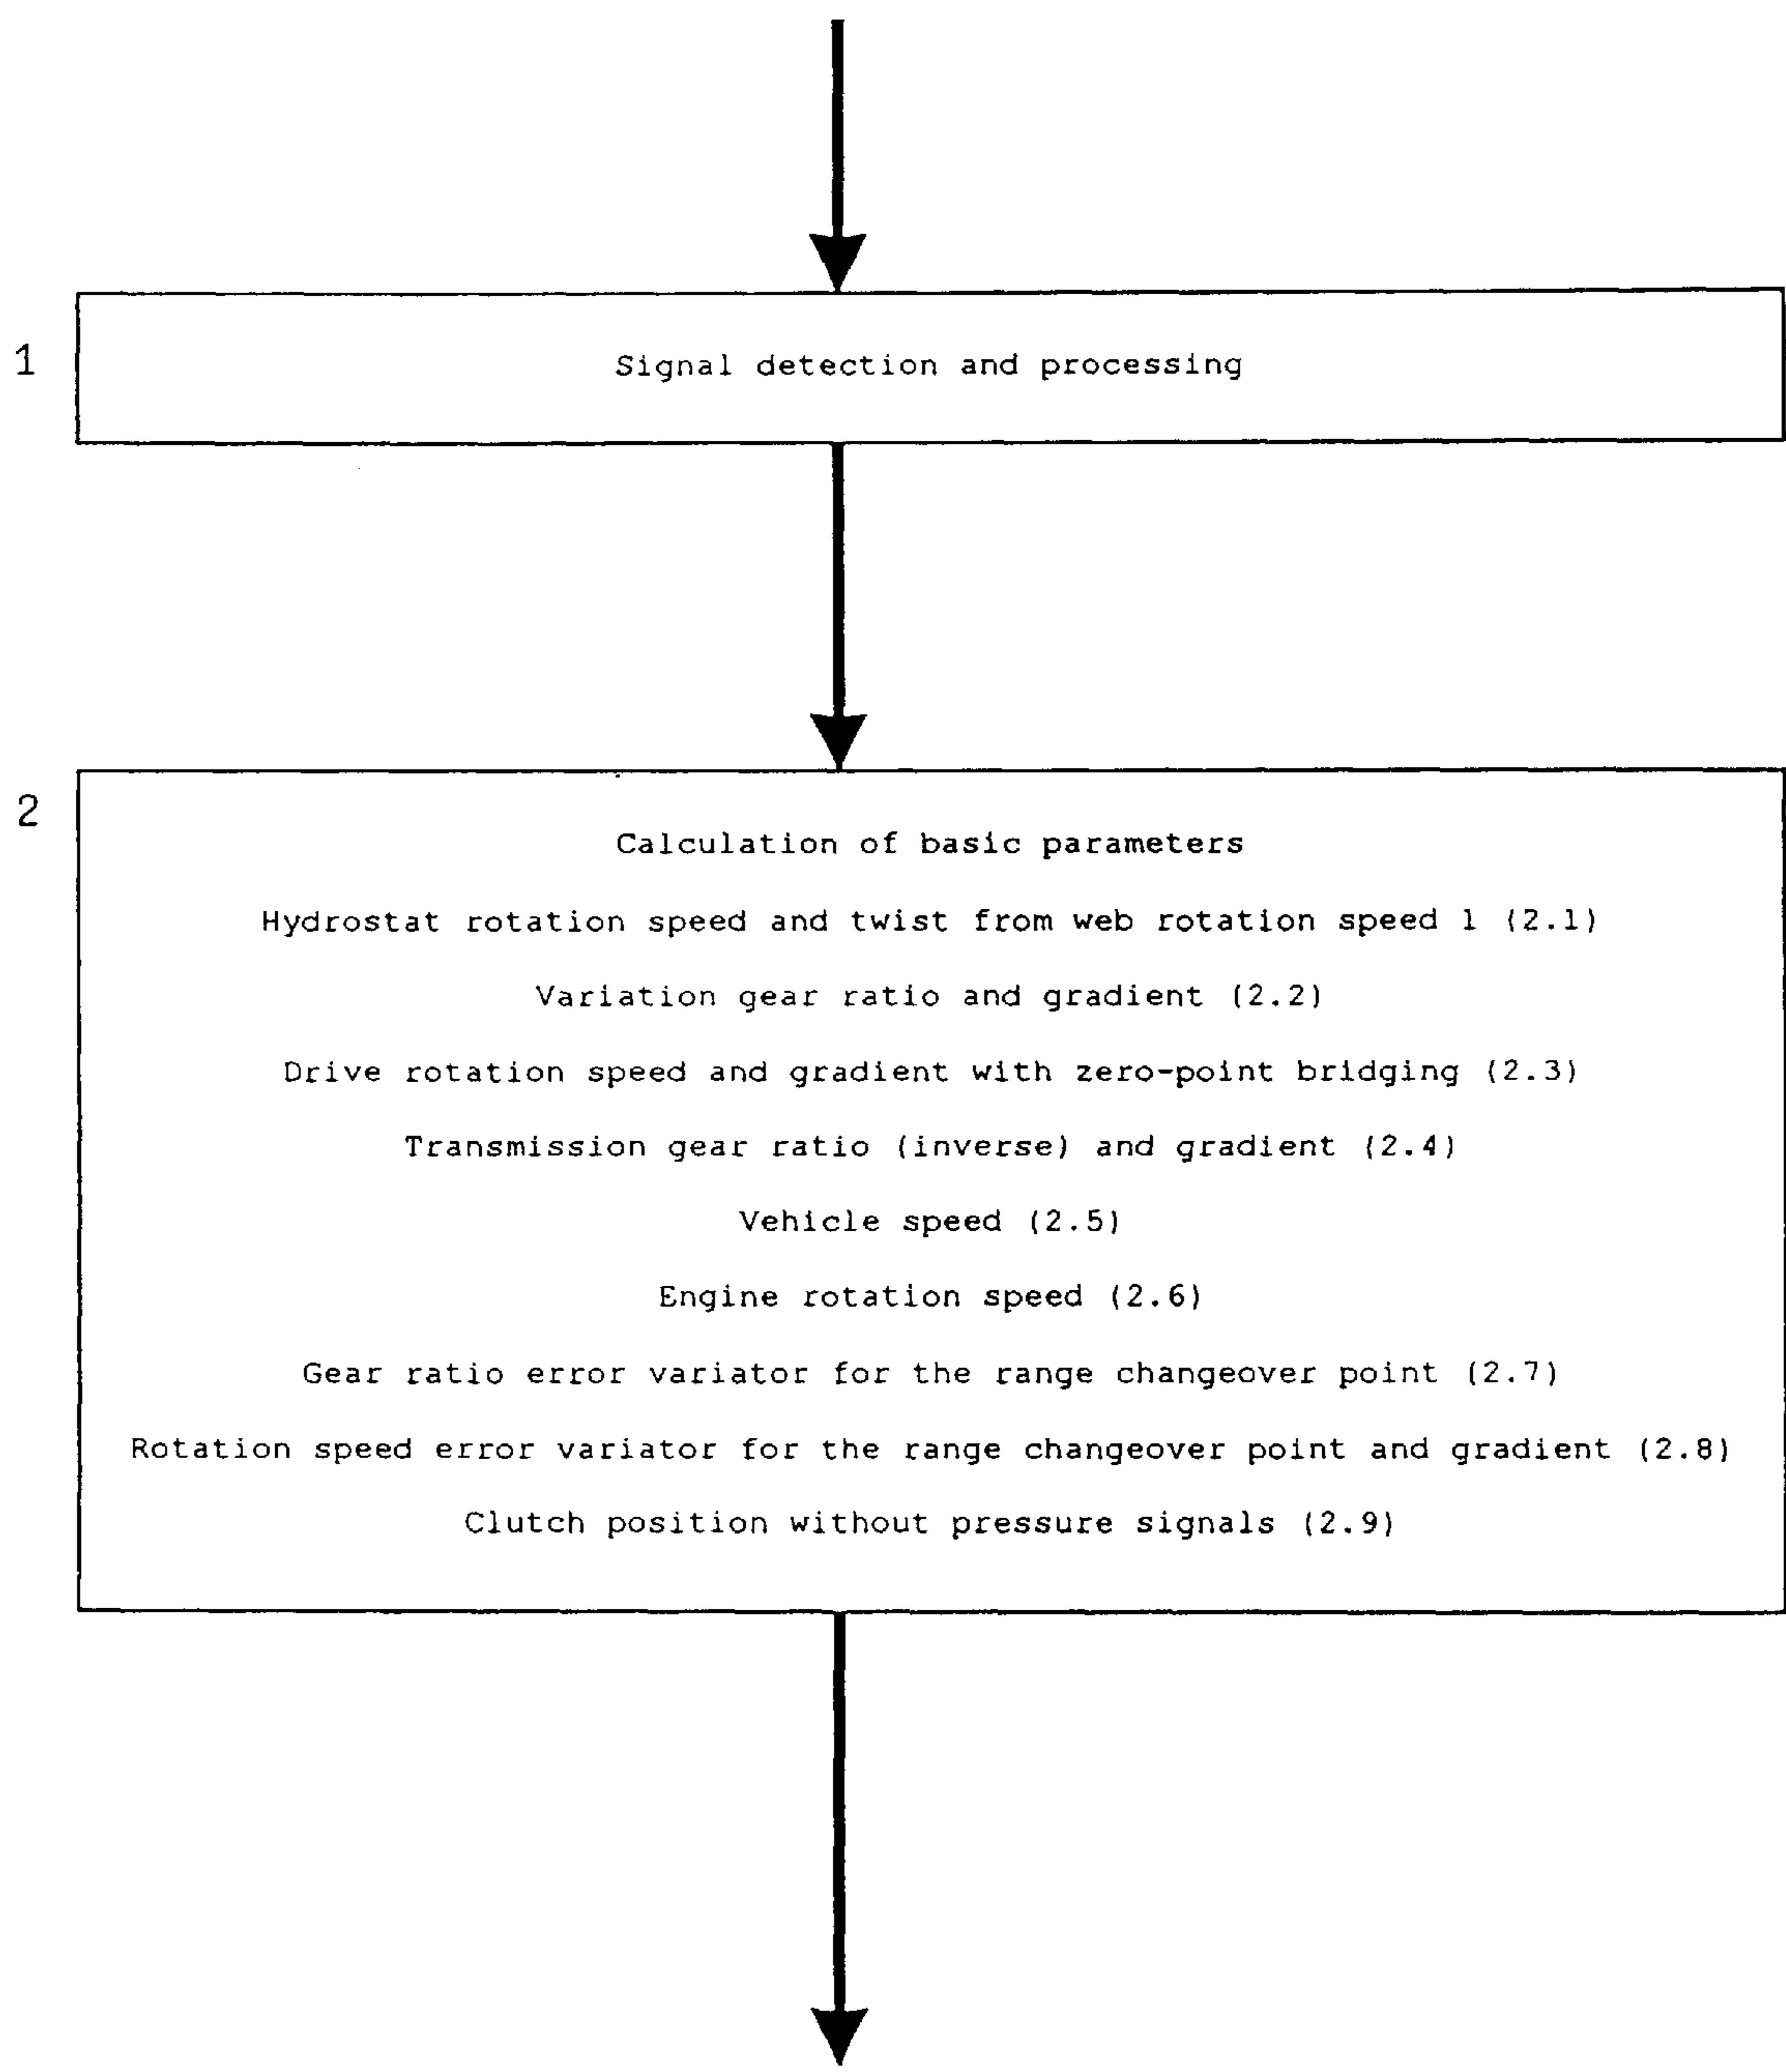 1
Signal detection and processing
2
Calculation of basic parameters
Hydrostat rotation speed and twist from web rotation speed 1 (2.1)
Variation gear ratio and gradient (2.2)
Drive rotation speed and gradient with zero-point bridging (2.3)
Transmission gear ratio (inverse) and gradient (2.4)
Vehicle speed (2.5)
Engine rotation speed (2.6)
Gear ratio error variator for the range changeover point (2.7)
Rotation speed error variator for the range changeover point and gradient (2.8)
Clutch position without pressure signals (2.9)